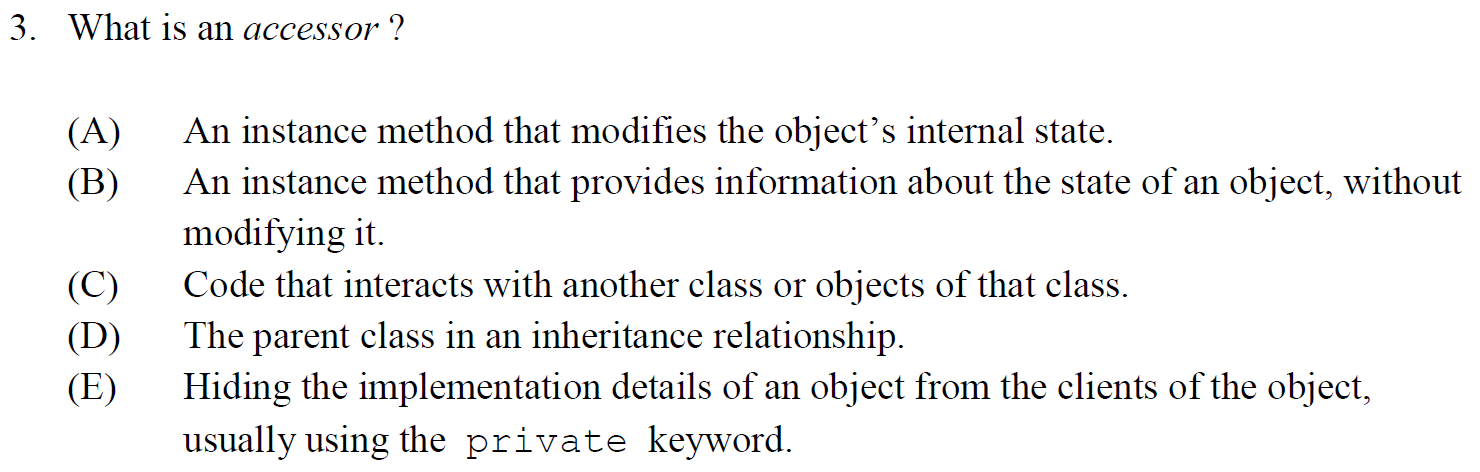 3. What is an accessor ?
(A) An instance method that modifies the object’s internal state.
(B) An instance method that provides information about the state of an object, without
modifying it.
(C) Code that interacts with another class or objects of that class.
(D) The parent class in an inheritance relationship.
(E) Hiding the implementation details of an object from the clients of the object,
usually using the private keyword.